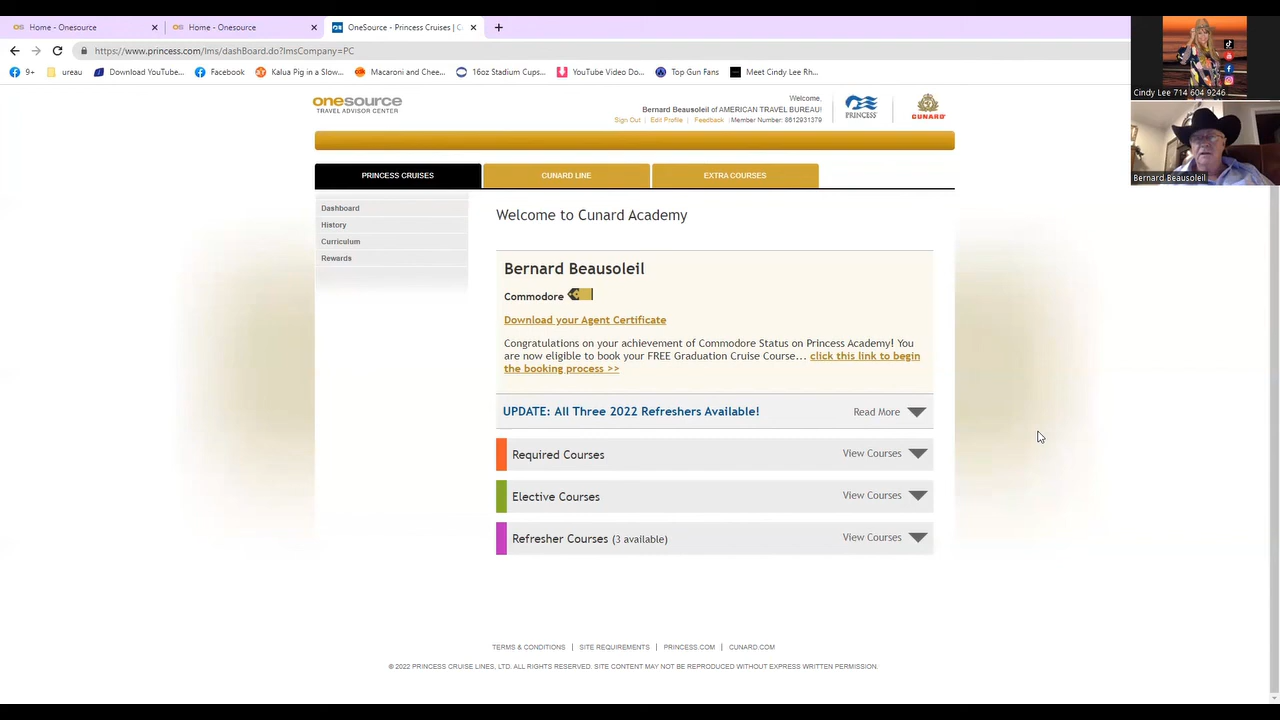 Home - Onesource
Home - Onesource
OneSource - Princess Cruises | C
https://www.princess.com/lms/dashBoard.do?lmsCompany=PC
9+
ureau
Download YouTube...
Facebook
Kalua Pig in a Slow...
Macaroni and Chee...
16oz Stadium Cups...
YouTube Video Do...
Top Gun Fans
Meet Cindy Lee Rh...
Cindy Lee 714 604 9246
Bernard Beausoleil
onesource
TRAVEL ADVISOR CENTER
Welcome,
Bernard Beausoleil of AMERICAN TRAVEL BUREAU!
Sign Out | Edit Profile | Feedback | Member Number: 8612931379
PRINCESS
CUNARD
PRINCESS CRUISES
CUNARD LINE
EXTRA COURSES
Dashboard
History
Curriculum
Rewards
Welcome to Cunard Academy
Bernard Beausoleil
Commodore
Download your Agent Certificate
Congratulations on your achievement of Commodore Status on Princess Academy! You
are now eligible to book your FREE Graduation Cruise Course... click this link to begin
the booking process >>
UPDATE: All Three 2022 Refreshers Available!
Read More
Required Courses
View Courses
Elective Courses
View Courses
Refresher Courses (3 available)
View Courses
TERMS & CONDITIONS | SITE REQUIREMENTS | PRINCESS.COM | CUNARD.COM
© 2022 PRINCESS CRUISE LINES, LTD. ALL RIGHTS RESERVED. SITE CONTENT MAY NOT BE REPRODUCED WITHOUT EXPRESS WRITTEN PERMISSION.